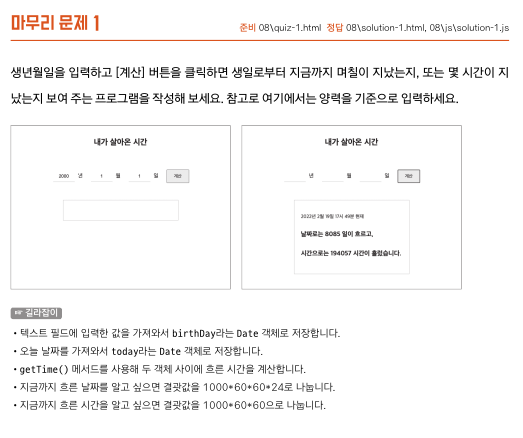 마무리 문제 1
준비 08\quiz-1.html 정답 08\solution-1.html, 08\js\solution-1.js
생년월일을 입력하고 [계산] 버튼을 클릭하면 생일로부터 지금까지 며칠이 지났는지, 또는 몇 시간이 지
났는지 보여 주는 프로그램을 작성해 보세요. 참고로 여기에서는 양력을 기준으로 입력하세요.
내가 살아온 시간
2000 년 1 월 1 일 계산
내가 살아온 시간
년 월 일 계산
2022년 2월 19일 17시 49분 현재
날짜로는 8085 일이 흐르고,
시간으로는 194057 시간이 흘렀습니다.
☞ 길라잡이
• 텍스트 필드에 입력한 값을 가져와서 birthDay라는 Date 객체로 저장합니다.
• 오늘 날짜를 가져와서 today라는 Date 객체로 저장합니다.
• getTime() 메서드를 사용해 두 객체 사이에 흐른 시간을 계산합니다.
• 지금까지 흐른 날짜를 알고 싶으면 결괏값을 1000*60*60*24로 나눕니다.
• 지금까지 흐른 시간을 알고 싶으면 결괏값을 1000*60*60으로 나눕니다.